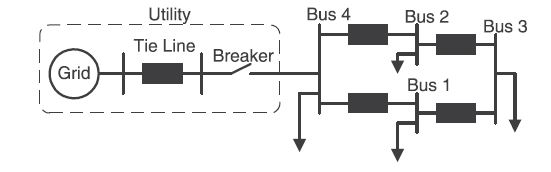 Utility
Tie Line
Breaker
Grid
Bus 4
Bus 2
Bus 3
Bus 1